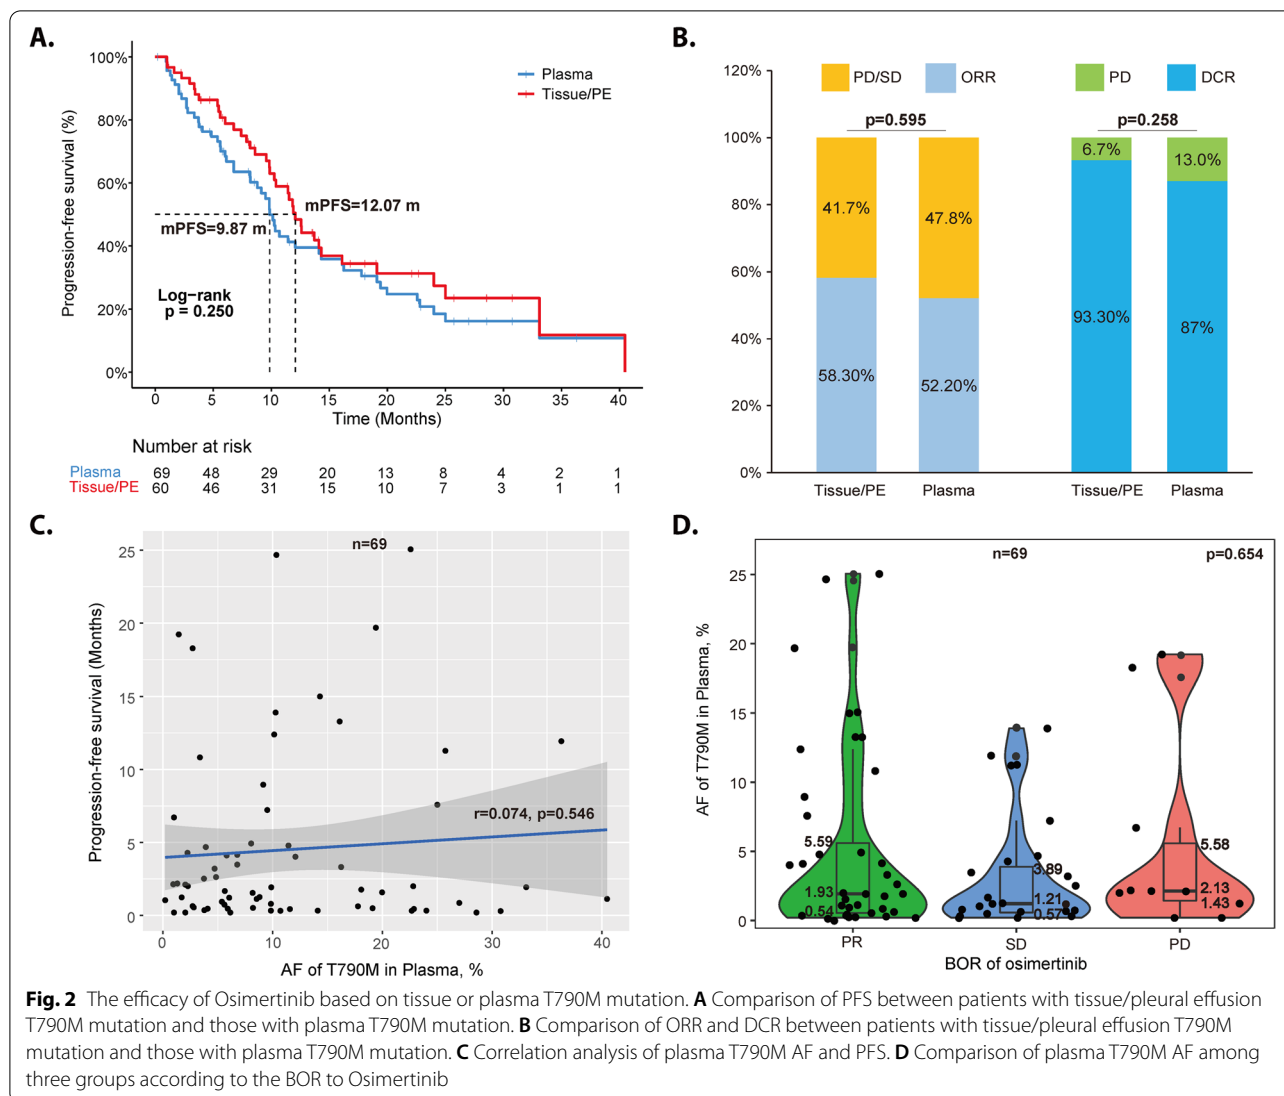 A.
100%
80%
60%
40%
20%
0%
Progression-free survival (%)
Plasma
Tissue/PE
mPFS=12.07 m
mPFS=9.87 m
Log-rank
p = 0.250
0 5 10 15 20 25 30 35 40
Time (Months)
Number at risk
Plasma 69 48 29 20 13 8 4 2 1
Tissue/PE 60 46 31 15 10 7 3 1 1
B.
120%
100%
80%
60%
40%
20%
0%
PD/SD ORR PD DCR
p=0.595 p=0.258
41.7% 47.8% 6.7% 13.0%
58.30% 52.20% 93.30% 87%
Tissue/PE Plasma Tissue/PE Plasma
C.
n=69
25
20
15
10
5
0
Progression-free survival (Months)
r=0.074, p=0.546
0 10 20 30 40
AF of T790M in Plasma, %
D.
n=69 p=0.654
25
20
15
10
5
0
AF of T790M in Plasma, %
5.59
1.93
0.54
3.89
1.21
0.57
5.58
2.13
1.43
PR SD PD
BOR of osimertinib
Fig. 2 The efficacy of Osimertinib based on tissue or plasma T790M mutation. A Comparison of PFS between patients with tissue/pleural effusion
T790M mutation and those with plasma T790M mutation. B Comparison of ORR and DCR between patients with tissue/pleural effusion T790M
mutation and those with plasma T790M mutation. C Correlation analysis of plasma T790M AF and PFS. D Comparison of plasma T790M AF among
three groups according to the BOR to Osimertinib